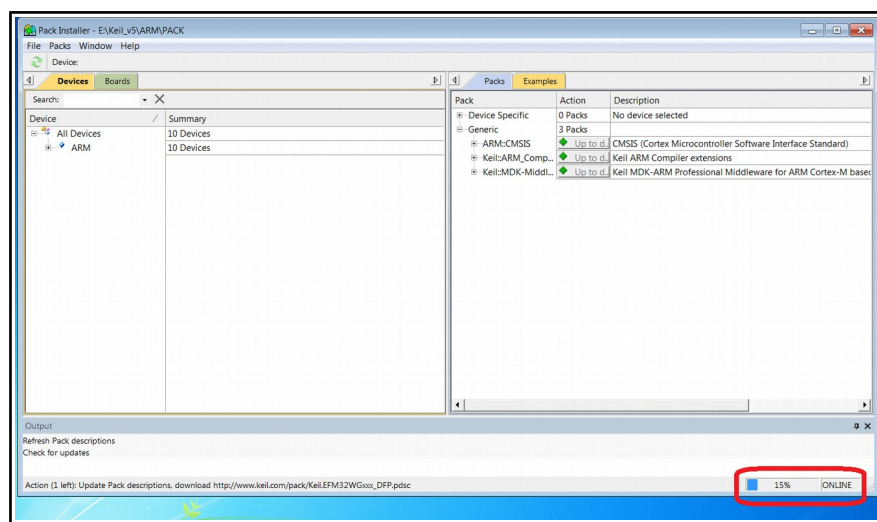 Pack Installer - E:\Keil_v5\ARM\PACK
File Packs Window Help
Device:
Devices Boards
Search:
Device / Summary
All Devices 10 Devices
ARM 10 Devices
Packs Examples
Pack Action Description
Device Specific 0 Packs No device selected
Generic 3 Packs
ARM::CMSIS Up to d... CMSIS (Cortex Microcontroller Software Interface Standard)
Keil::ARM_Comp... Up to d... Keil ARM Compiler extensions
Keil::MDK-Middl... Up to d... Keil MDK-ARM Professional Middleware for ARM Cortex-M based
Output
Refresh Pack descriptions
Check for updates
Action (1 left): Update Pack descriptions, download http://www.keil.com/pack/Keil.EFM32WGxxx_DFP.pdsc
15% ONLINE